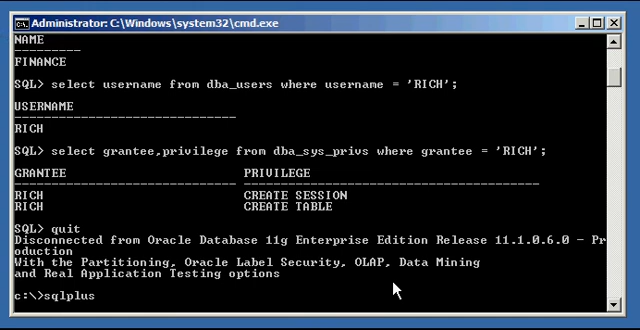 Administrator: C:\Windows\system32\cmd.exe
NAME
---------
FINANCE
SQL> select username from dba_users where username = 'RICH';
USERNAME
------------------------------
RICH
SQL> select grantee,privilege from dba_sys_privs where grantee = 'RICH';
GRANTEE PRIVILEGE
------------------------------ ----------------------------------------
RICH CREATE SESSION
RICH CREATE TABLE
SQL> quit
Disconnected from Oracle Database 11g Enterprise Edition Release 11.1.0.6.0 - Pr
oduction
With the Partitioning, Oracle Label Security, OLAP, Data Mining
and Real Application Testing options
c:\>sqlplus